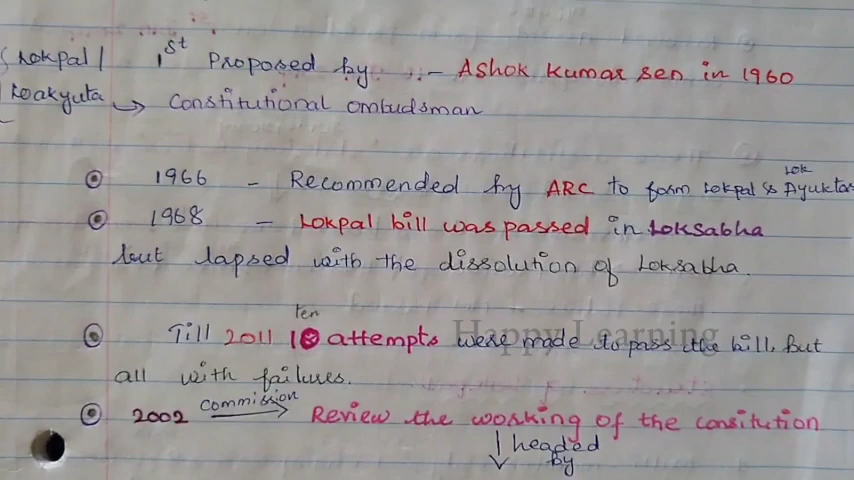 Lokpal | 1st Proposed by :- Ashok Kumar sen in 1960
Lokayuta → Constitutional ombudsman
1966 - Recommended by ARC to form Lokpal & Lok Ayuktas
1968 - Lokpal bill was passed in Loksabha
but lapsed with the dissolution of Loksabha.
Till 2011 10 ten attempts were made to pass the bill, but
Happy Learning
all with failures.
2002 commission → Review the working of the consitution
↓ headed
by